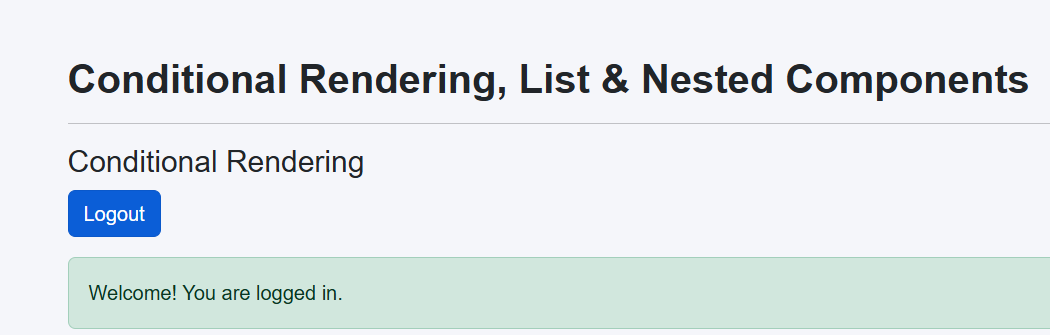 Conditional Rendering, List & Nested Components
Conditional Rendering
Logout
Welcome! You are logged in.